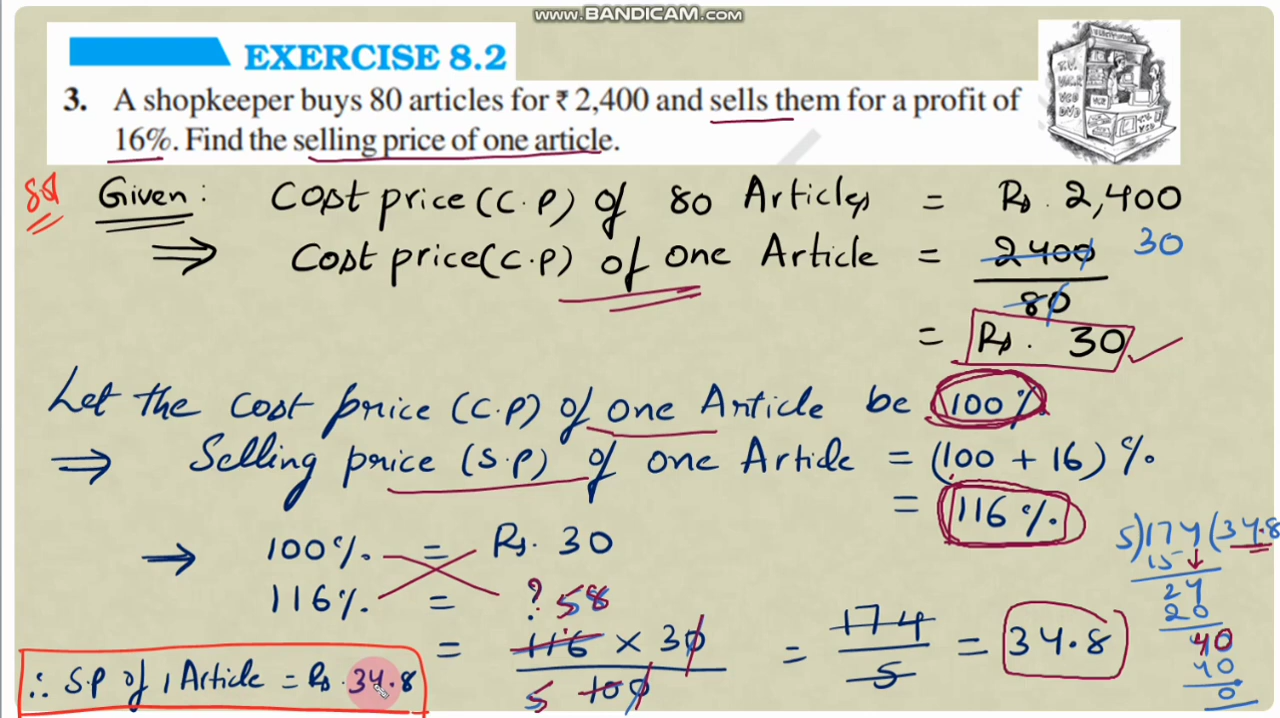 WWW.BANDICAM.COM
EXERCISE 8.2
3. A shopkeeper buys 80 articles for ₹ 2,400 and sells them for a profit of
16%. Find the selling price of one article.
Given : Cost price (C.P) of 80 Articles = Rs. 2,400
⇒ Cost price (C.P) of one Article = 2400 30
80
= Rs. 30
Let the cost price (C.P) of one Article be 100%
⇒ Selling price (S.P) of one Article = (100 + 16) %.
= 116 %.
⇒ 100%. = Rs. 30
116%. = ?
58
= 116 × 30 = 174 = 34.8
5 100 5
5)174(34.8
15
24
20
40
40
0
∴ S.P of 1 Article = Rs. 34.8